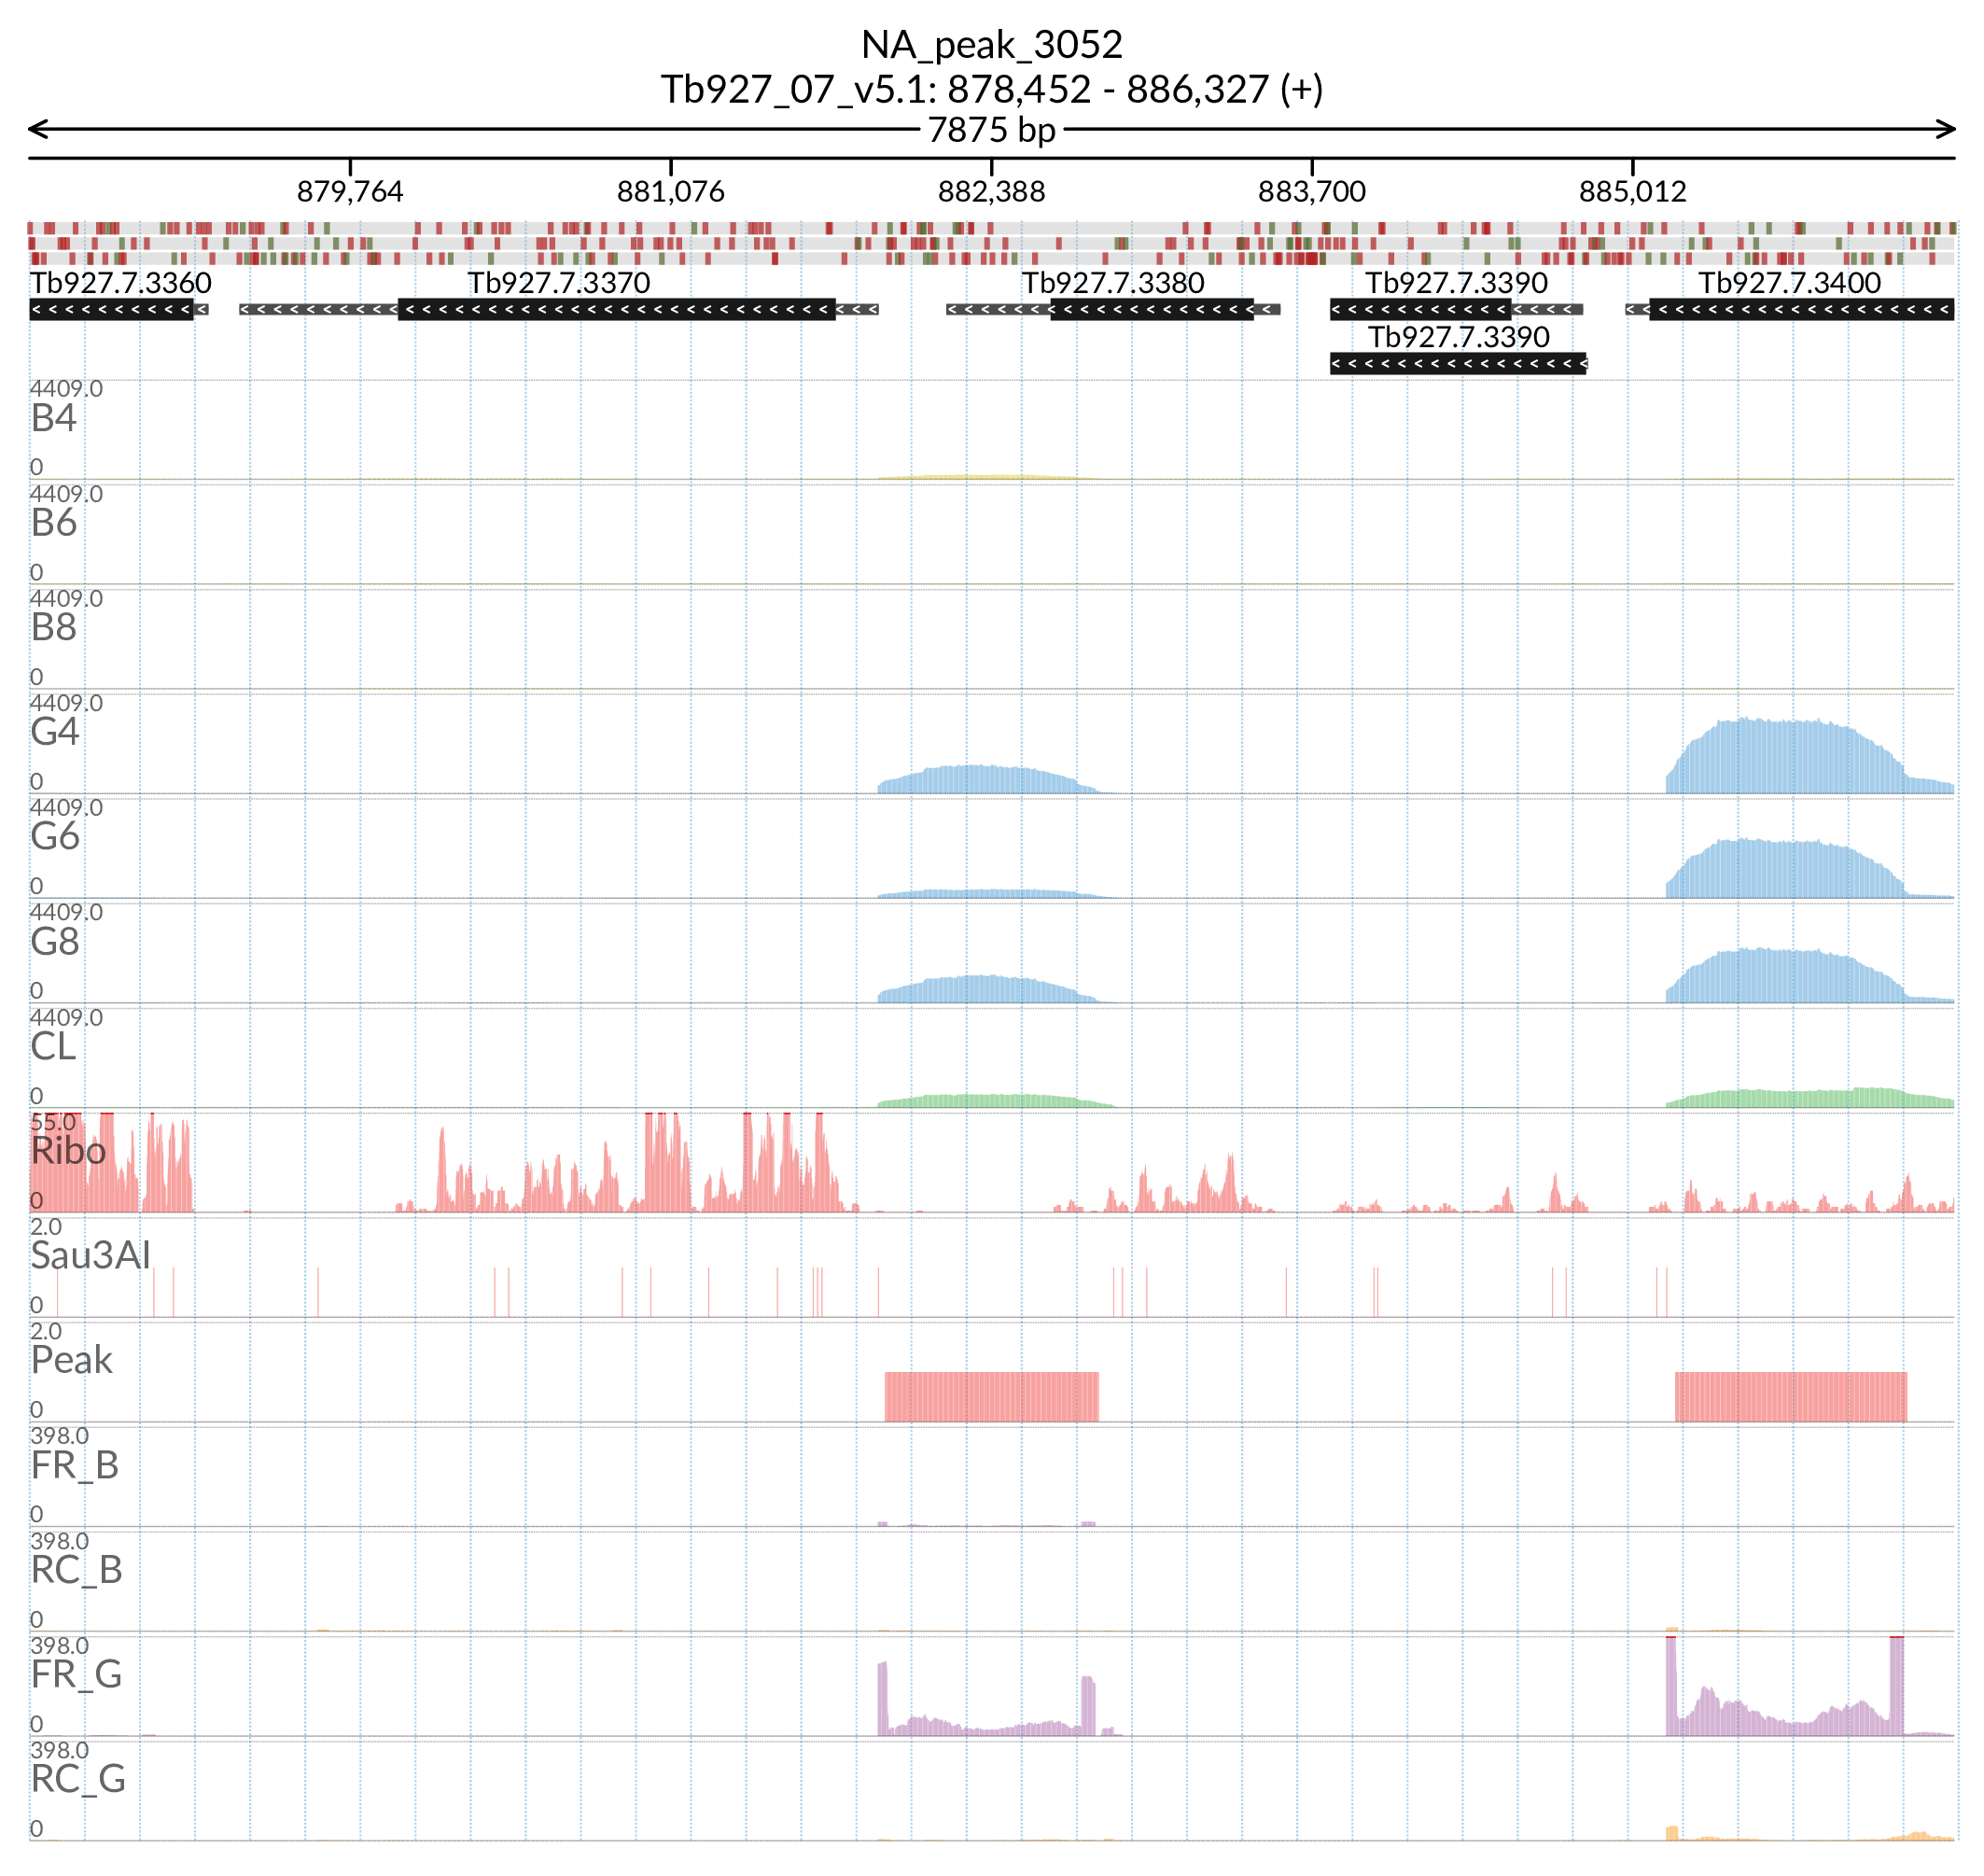 NA_peak_3052
Tb927_07_v5.1: 878,452 - 886,327 (+)
7875 bp
879,764 881,076 882,388 883,700 885,012
Tb927.7.3360 Tb927.7.3370 Tb927.7.3380 Tb927.7.3390 Tb927.7.3400
Tb927.7.3390
4409.0
B4
0
4409.0
B6
0
4409.0
B8
0
4409.0
G4
0
4409.0
G6
0
4409.0
G8
0
4409.0
CL
0
55.0
Ribo
0
2.0
Sau3AI
0
2.0
Peak
0
398.0
FR_B
0
398.0
RC_B
0
398.0
FR_G
0
398.0
RC_G
0